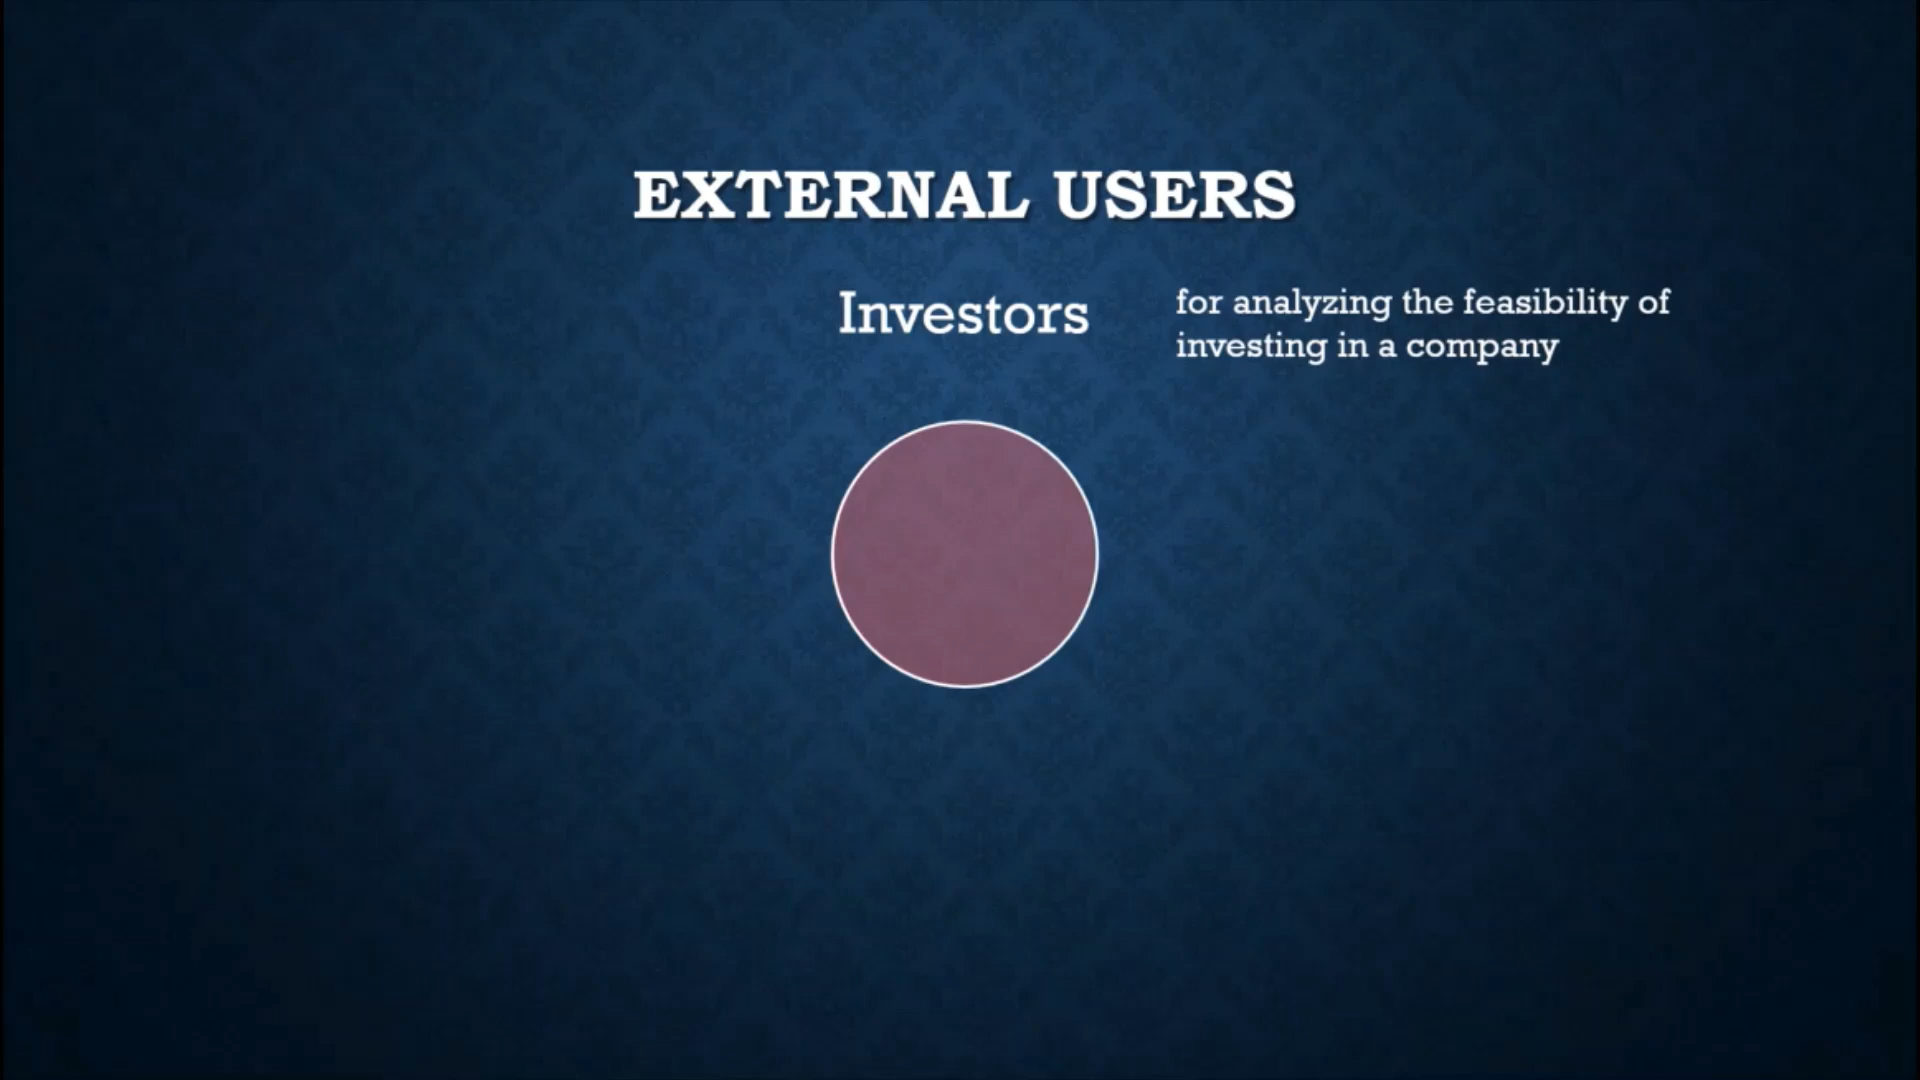 EXTERNAL USERS
Investors
for analyzing the feasibility of
investing in a company